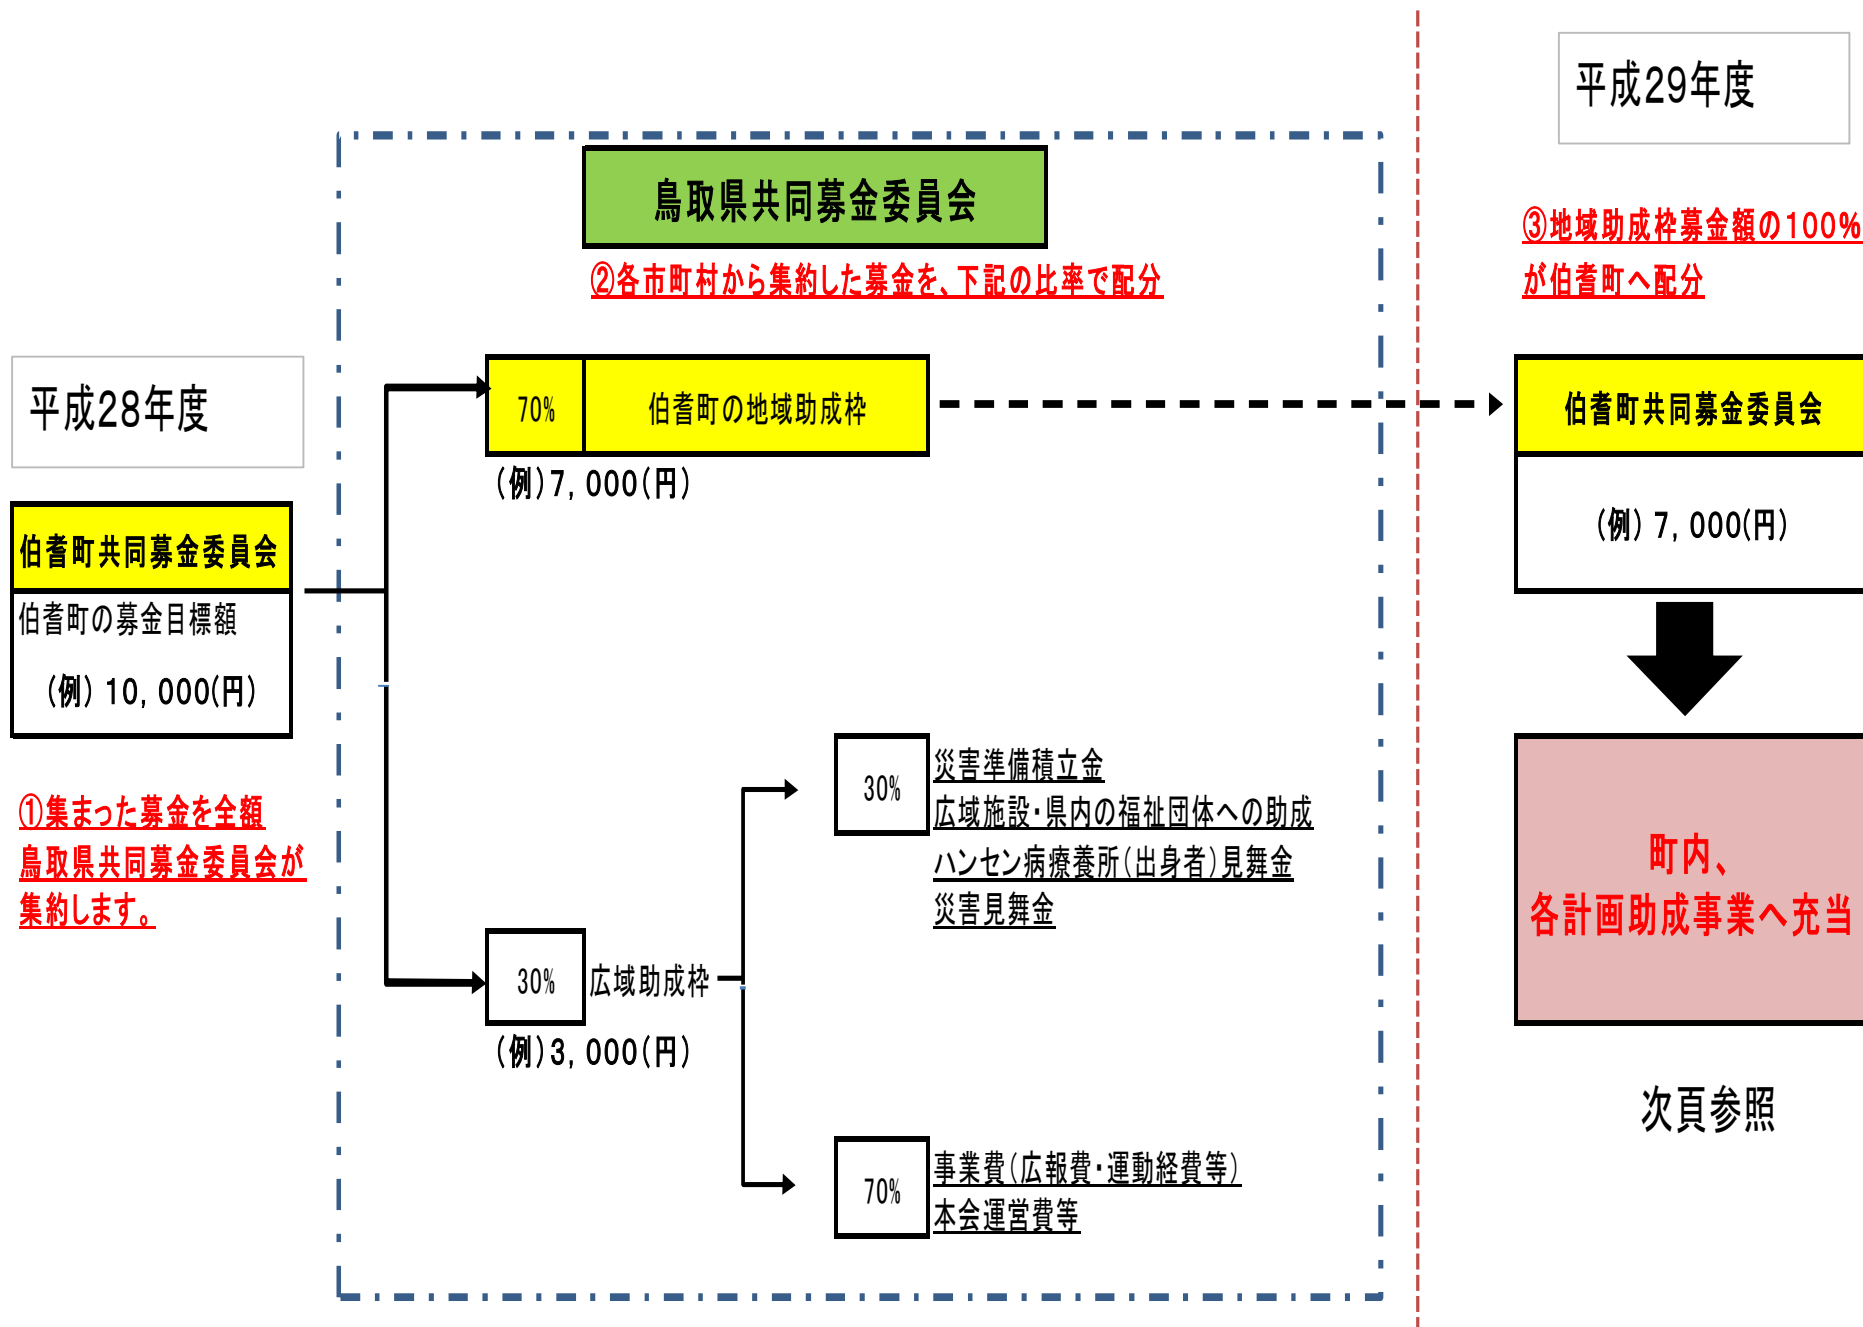 平成28年度
伯耆町共同募金委員会
伯耆町の募金目標額
(例) 10, 000(円)
①集まった募金を全額
鳥取県共同募金委員会が
集約します。
鳥取県共同募金委員会
②各市町村から集約した募金を、下記の比率で配分
70% 伯耆町の地域助成枠
(例)7, 000(円)
30% 広域助成枠
(例)3, 000(円)
30%
災害準備積立金
広域施設・県内の福祉団体への助成
ハンセン病療養所(出身者)見舞金
災害見舞金
70%
事業費(広報費・運動経費等)
本会運営費等
平成29年度
③地域助成枠募金額の100%
が伯耆町へ配分
伯耆町共同募金委員会
(例) 7, 000(円)
町内、
各計画助成事業へ充当
次頁参照